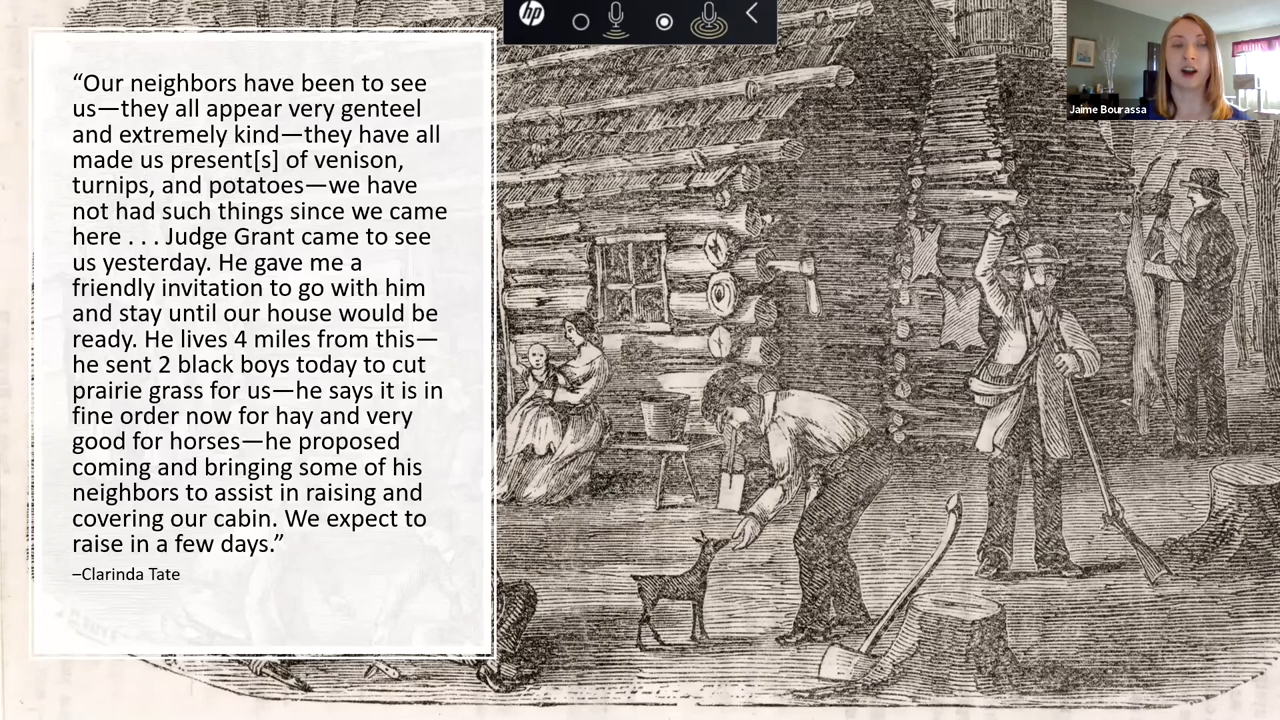 “Our neighbors have been to see
us—they all appear very genteel
and extremely kind—they have all
made us present[s] of venison,
turnips, and potatoes—we have
not had such things since we came
here . . . Judge Grant came to see
us yesterday. He gave me a
friendly invitation to go with him
and stay until our house would be
ready. He lives 4 miles from this—
he sent 2 black boys today to cut
prairie grass for us—he says it is in
fine order now for hay and very
good for horses—he proposed
coming and bringing some of his
neighbors to assist in raising and
covering our cabin. We expect to
raise in a few days.”
–Clarinda Tate
hp
Jaime Bourassa